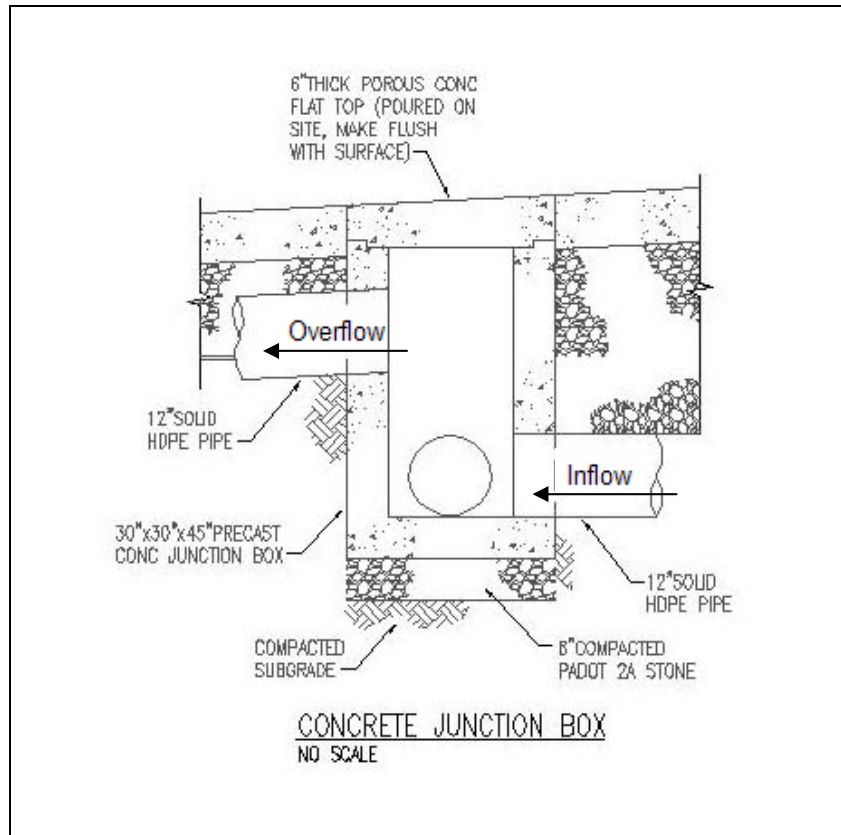 6"THICK POROUS CONC
FLAT TOP (POURED ON
SITE, MAKE FLUSH
WITH SURFACE)
Overflow
12"SOLID
HDPE PIPE
Inflow
30"x30"x45"PRECAST
CONC JUNCTION BOX
12"SOLID
HDPE PIPE
COMPACTED
SUBGRADE
6"COMPACTED
PADOT 2A STONE
CONCRETE JUNCTION BOX
NO SCALE